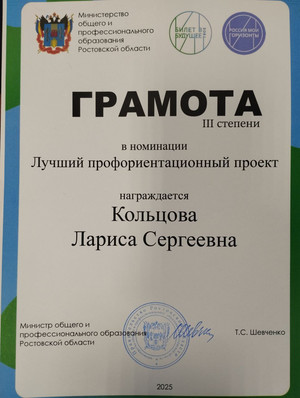 Министерство
общего и
профессионального
образования
Ростовской области
БИЛЕТ В
БУДУЩЕЕ
РОССИЯ МОИ
ГОРИЗОНТЫ
ГРАМОТА
III степени
в номинации
Лучший профориентационный проект
награждается
Кольцова
Лариса Сергеевна
Министр общего и
профессионального образования
Ростовской области
Т.С. Шевченко
2025